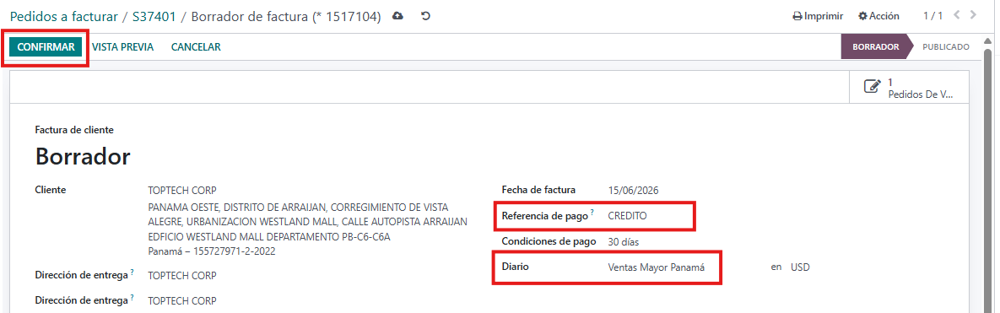 Pedidos a facturar / S37401 / Borrador de factura (* 1517104)
Imprimir Acción 1 / 1
CONFIRMAR VISTA PREVIA CANCELAR
BORRADOR PUBLICADO
1
Pedidos De V...
Factura de cliente
Borrador
Cliente TOPTECH CORP
PANAMA OESTE, DISTRITO DE ARRAIJAN, CORREGIMIENTO DE VISTA
ALEGRE, URBANIZACION WESTLAND MALL, CALLE AUTOPISTA ARRAIJAN
EDFICIO WESTLAND MALL DEPARTAMENTO PB-C6-C6A
Panamá – 155727971-2-2022
Dirección de entrega ? TOPTECH CORP
Dirección de entrega ? TOPTECH CORP
Fecha de factura 15/06/2026
Referencia de pago ? CREDITO
Condiciones de pago 30 días
Diario Ventas Mayor Panamá en USD